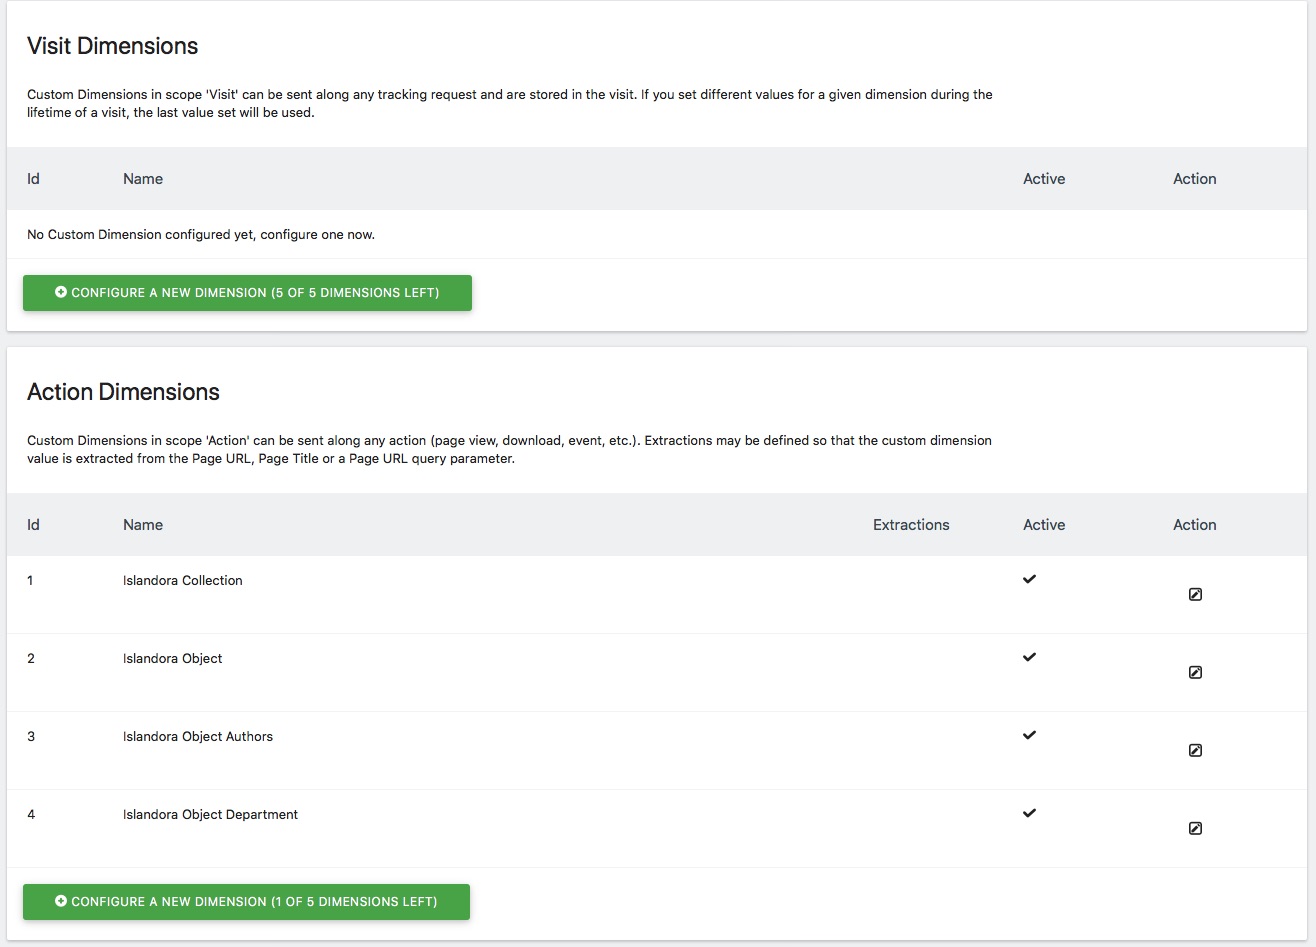 Visit Dimensions
Custom Dimensions in scope 'Visit' can be sent along any tracking request and are stored in the visit. If you set different values for a given dimension during the
lifetime of a visit, the last value set will be used.
Id Name Active Action
No Custom Dimension configured yet, configure one now.
CONFIGURE A NEW DIMENSION (5 OF 5 DIMENSIONS LEFT)
Action Dimensions
Custom Dimensions in scope 'Action' can be sent along any action (page view, download, event, etc.). Extractions may be defined so that the custom dimension
value is extracted from the Page URL, Page Title or a Page URL query parameter.
Id Name Extractions Active Action
1 Islandora Collection
2 Islandora Object
3 Islandora Object Authors
4 Islandora Object Department
CONFIGURE A NEW DIMENSION (1 OF 5 DIMENSIONS LEFT)